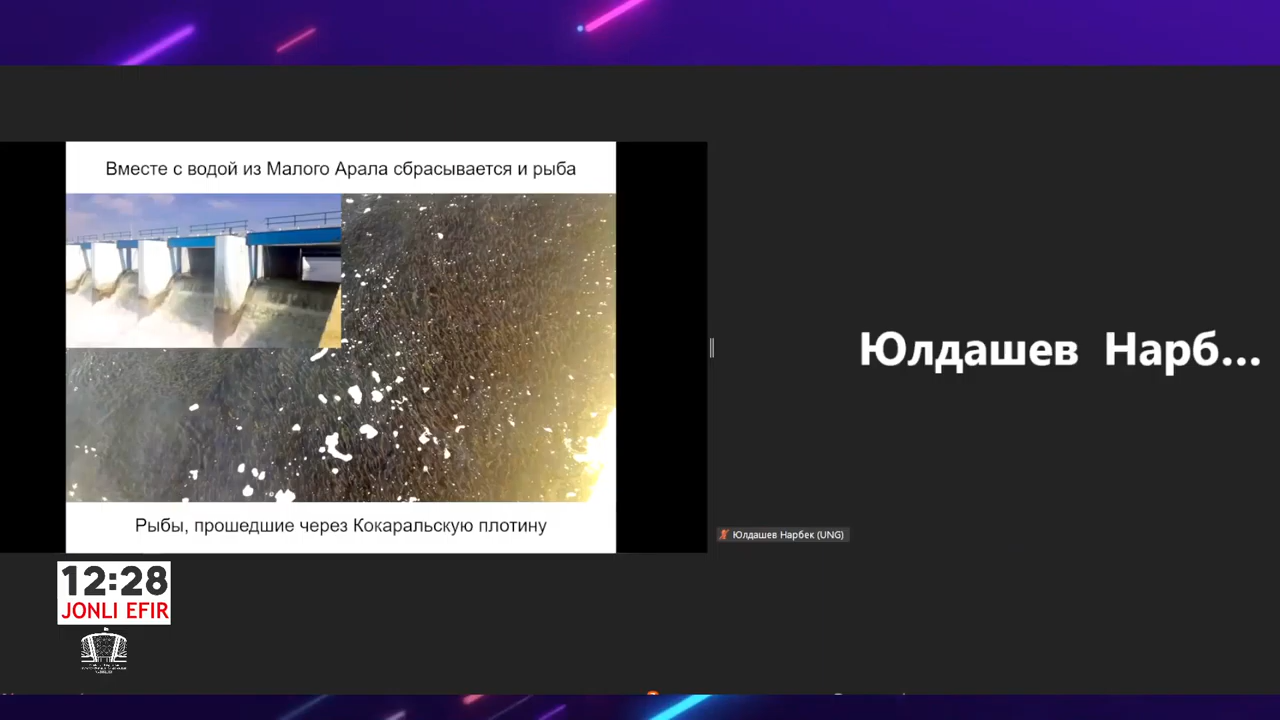 Вместе с водой из Малого Арала сбрасывается и рыба
Рыбы, прошедшие через Кокаральскую плотину
Юлдашев Нарб...
Юлдашев Нарбек (UNG)
12:28
JONLI EFIR